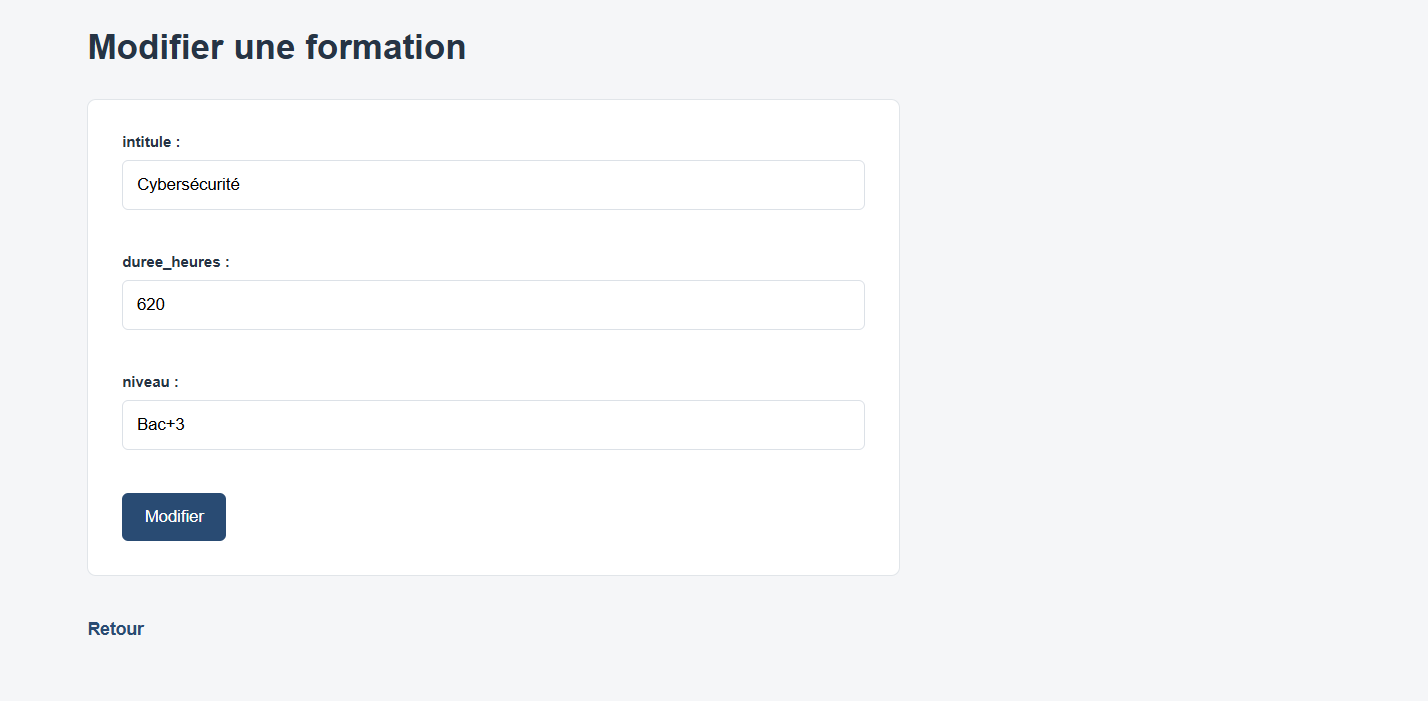 Modifier une formation
intitule :
Cybersécurité
duree_heures :
620
niveau :
Bac+3
Modifier
Retour